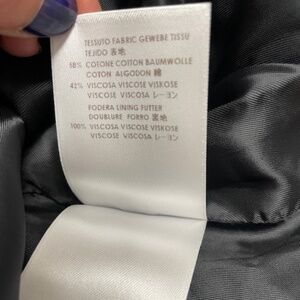 TESSUTO FABRIC GEWEBE TISSU
TEJIDO 表地
58% COTONE COTTON BAUMWOLLE
COTON ALGODON 綿
42% VISCOSA VISCOSE VISKOSE
VISCOSE VISCOSA レーヨン
FODERA LINING FUTTER
DOUBLURE FORRO 裏地
100% VISCOSA VISCOSE VISKOSE
VISCOSE VISCOSA レーヨン